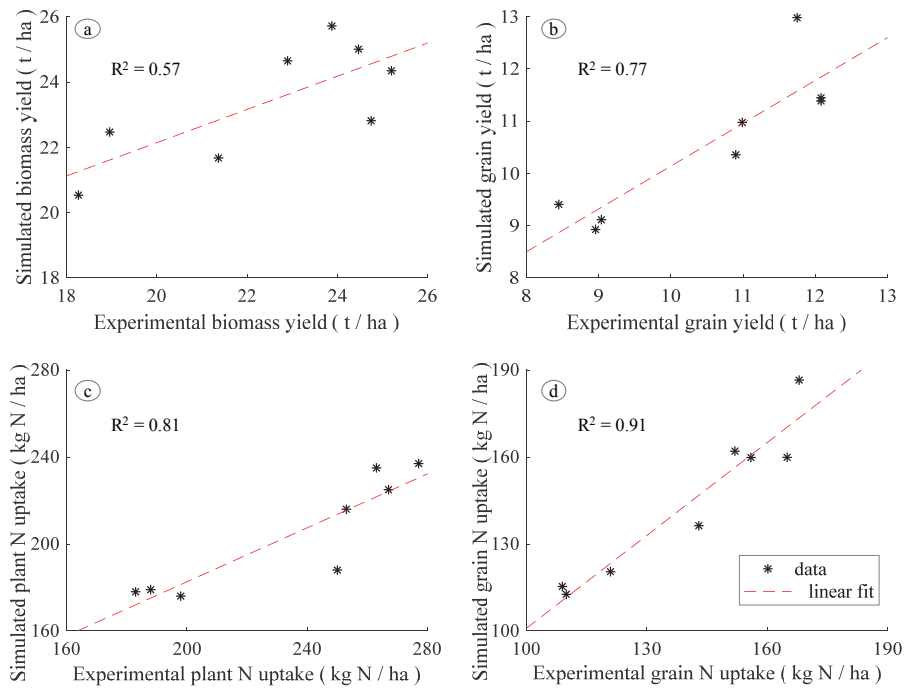 a
R² = 0.57
Simulated biomass yield ( t / ha )
26
24
22
20
18
18 20 22 24 26
Experimental biomass yield ( t / ha )
b
R² = 0.77
Simulated grain yield ( t / ha )
13
12
11
10
9
8
8 9 10 11 12 13
Experimental grain yield ( t / ha )
c
R² = 0.81
Simulated plant N uptake ( kg N / ha )
280
240
200
160
160 200 240 280
Experimental plant N uptake ( kg N / ha )
d
R² = 0.91
Simulated grain N uptake ( kg N / ha )
190
160
130
100
data
linear fit
100 130 160 190
Experimental grain N uptake ( kg N / ha )